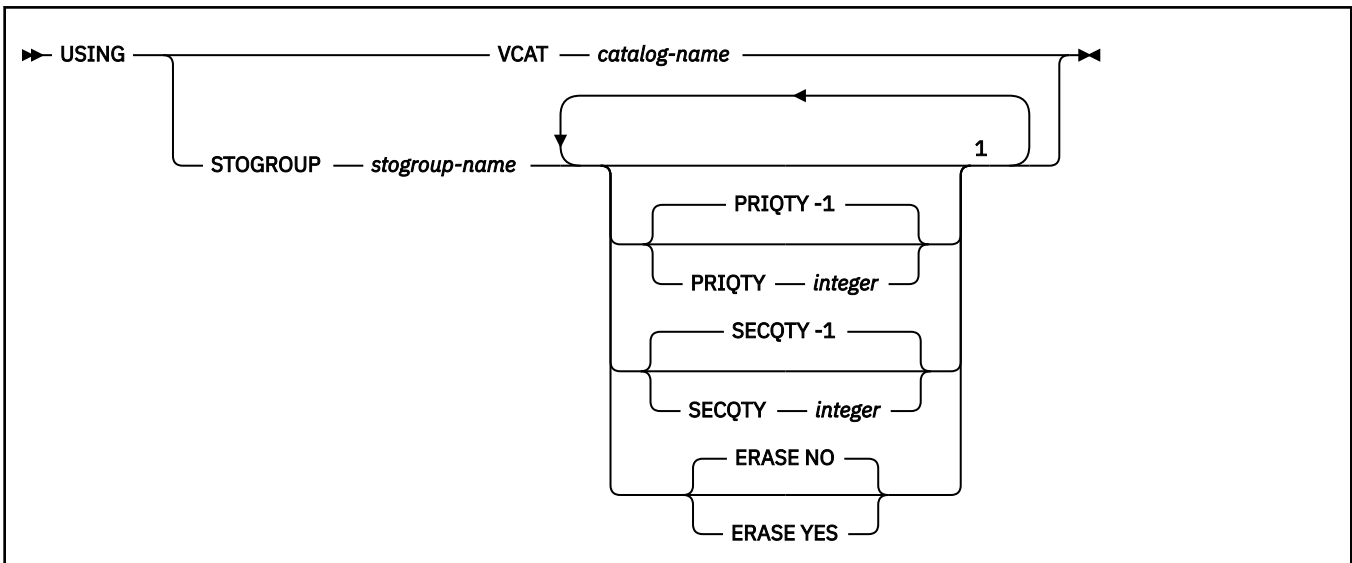 USING VCAT catalog-name
STOGROUP stogroup-name 1
PRIQTY -1
PRIQTY integer
SECQTY -1
SECQTY integer
ERASE NO
ERASE YES